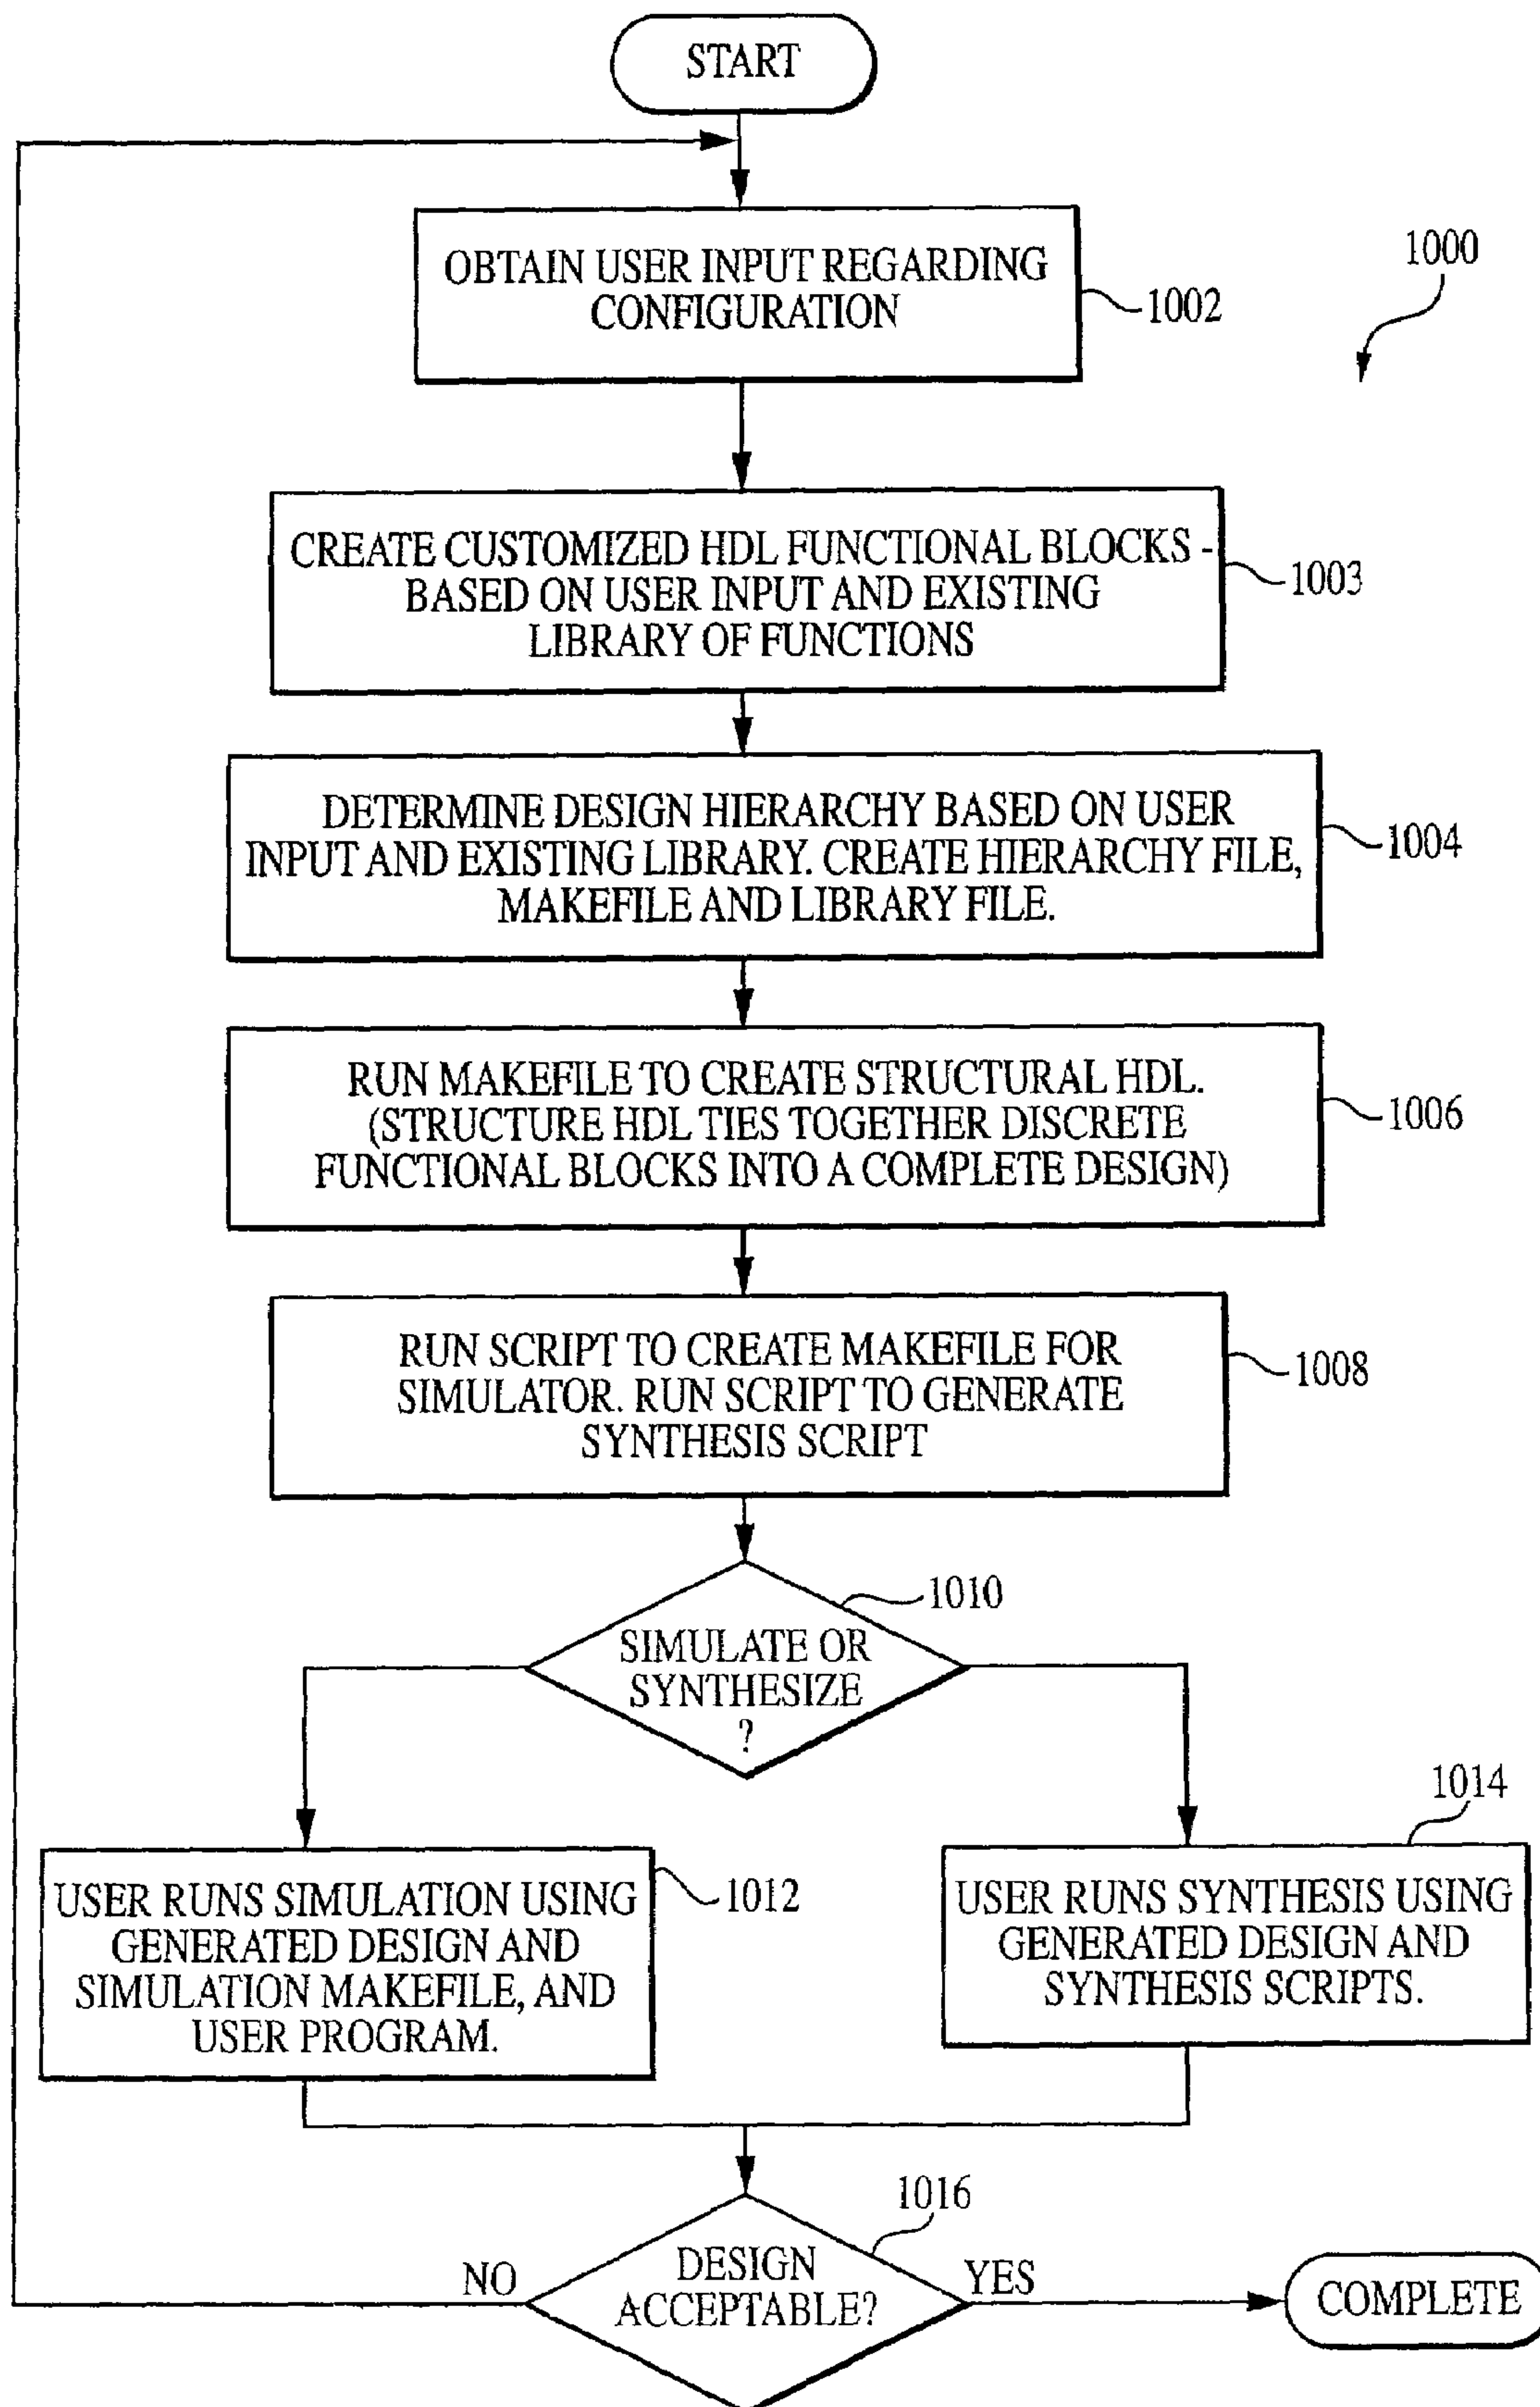 START
1000
OBTAIN USER INPUT REGARDING
CONFIGURATION
1002
CREATE CUSTOMIZED HDL FUNCTIONAL BLOCKS -
BASED ON USER INPUT AND EXISTING
LIBRARY OF FUNCTIONS
1003
DETERMINE DESIGN HIERARCHY BASED ON USER
INPUT AND EXISTING LIBRARY. CREATE HIERARCHY FILE,
MAKEFILE AND LIBRARY FILE.
1004
RUN MAKEFILE TO CREATE STRUCTURAL HDL.
(STRUCTURE HDL TIES TOGETHER DISCRETE
FUNCTIONAL BLOCKS INTO A COMPLETE DESIGN)
1006
RUN SCRIPT TO CREATE MAKEFILE FOR
SIMULATOR. RUN SCRIPT TO GENERATE
SYNTHESIS SCRIPT
1008
1010
SIMULATE OR
SYNTHESIZE
?
USER RUNS SIMULATION USING
GENERATED DESIGN AND
SIMULATION MAKEFILE, AND
USER PROGRAM.
1012
1014
USER RUNS SYNTHESIS USING
GENERATED DESIGN AND
SYNTHESIS SCRIPTS.
1016
DESIGN
ACCEPTABLE?
NO
YES
COMPLETE